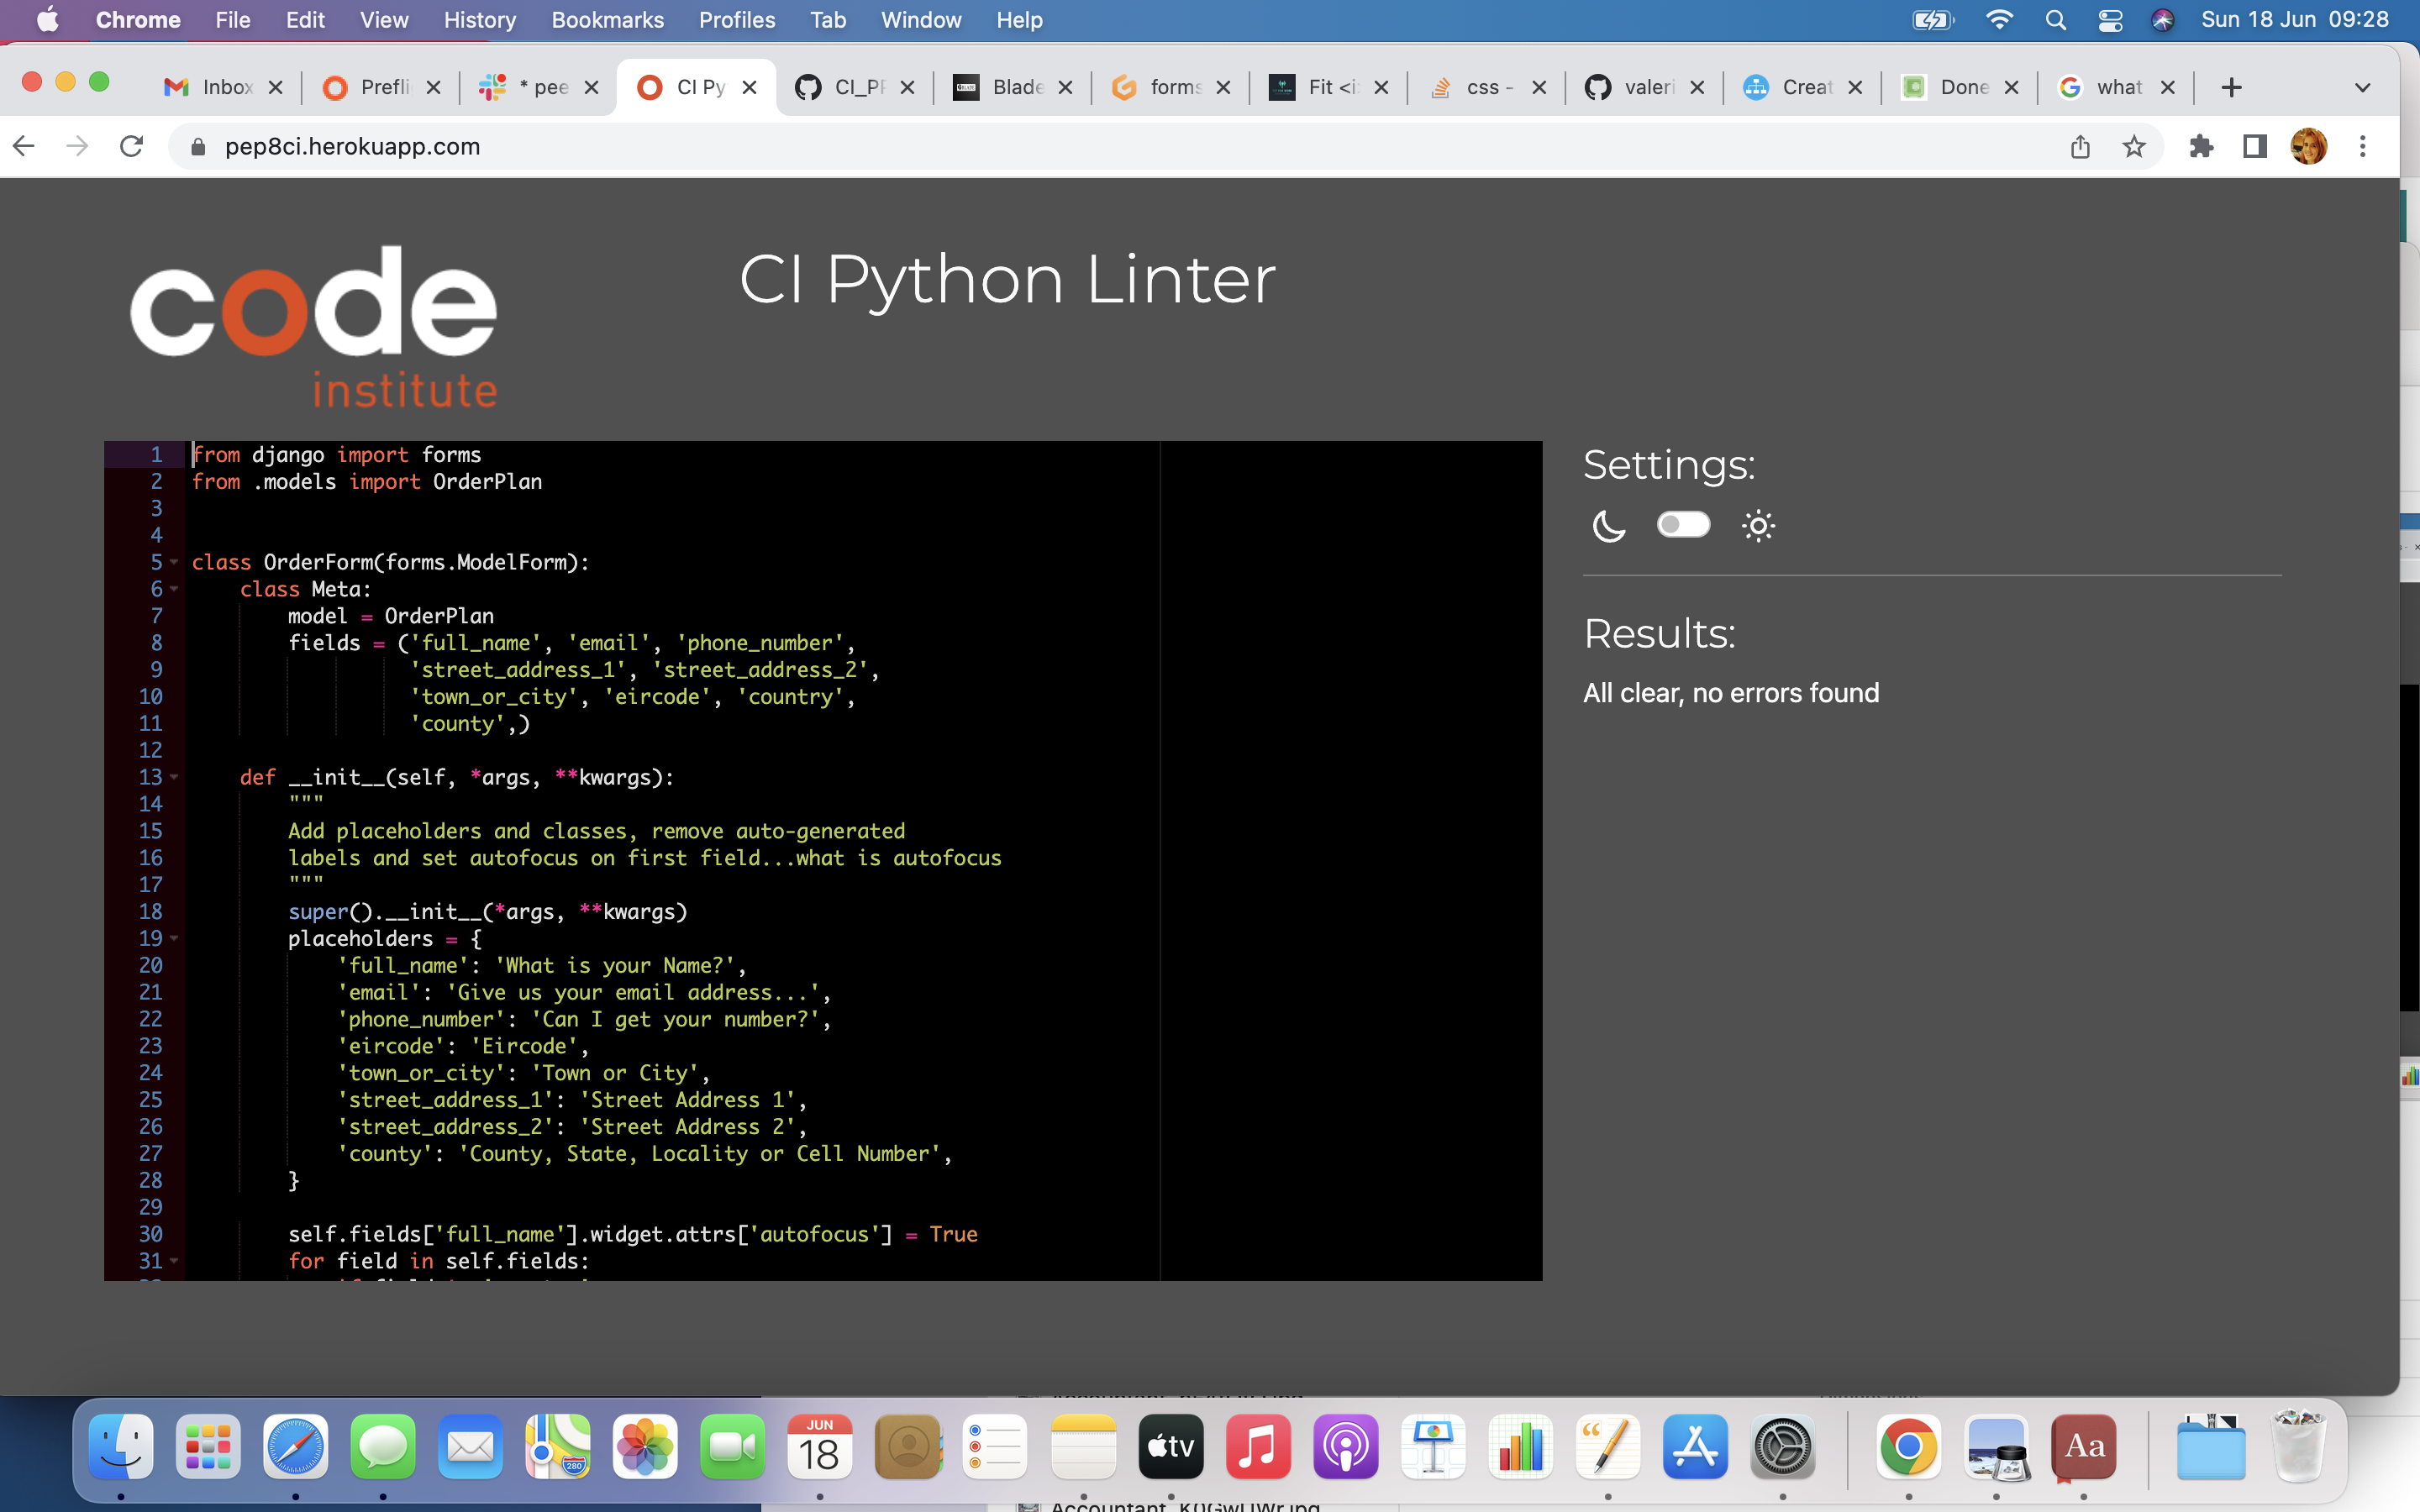 Chrome File Edit View History Bookmarks Profiles Tab Window Help Sun 18 Jun 09:28
Inbox Prefli * pee CI Py CI_PF Blade forms Fit <i css - valeri Creat Done what
pep8ci.herokuapp.com
code
institute
CI Python Linter
1 from django import forms
2 from .models import OrderPlan
3
4
5 class OrderForm(forms.ModelForm):
6 class Meta:
7 model = OrderPlan
8 fields = ('full_name', 'email', 'phone_number',
9 'street_address_1', 'street_address_2',
10 'town_or_city', 'eircode', 'country',
11 'county',)
12
13 def __init__(self, *args, **kwargs):
14 """
15 Add placeholders and classes, remove auto-generated
16 labels and set autofocus on first field...what is autofocus
17 """
18 super().__init__(*args, **kwargs)
19 placeholders = {
20 'full_name': 'What is your Name?',
21 'email': 'Give us your email address...',
22 'phone_number': 'Can I get your number?',
23 'eircode': 'Eircode',
24 'town_or_city': 'Town or City',
25 'street_address_1': 'Street Address 1',
26 'street_address_2': 'Street Address 2',
27 'county': 'County, State, Locality or Cell Number',
28 }
29
30 self.fields['full_name'].widget.attrs['autofocus'] = True
31 for field in self.fields:
Settings:
Results:
All clear, no errors found
JUN
18
280
tv
Aa